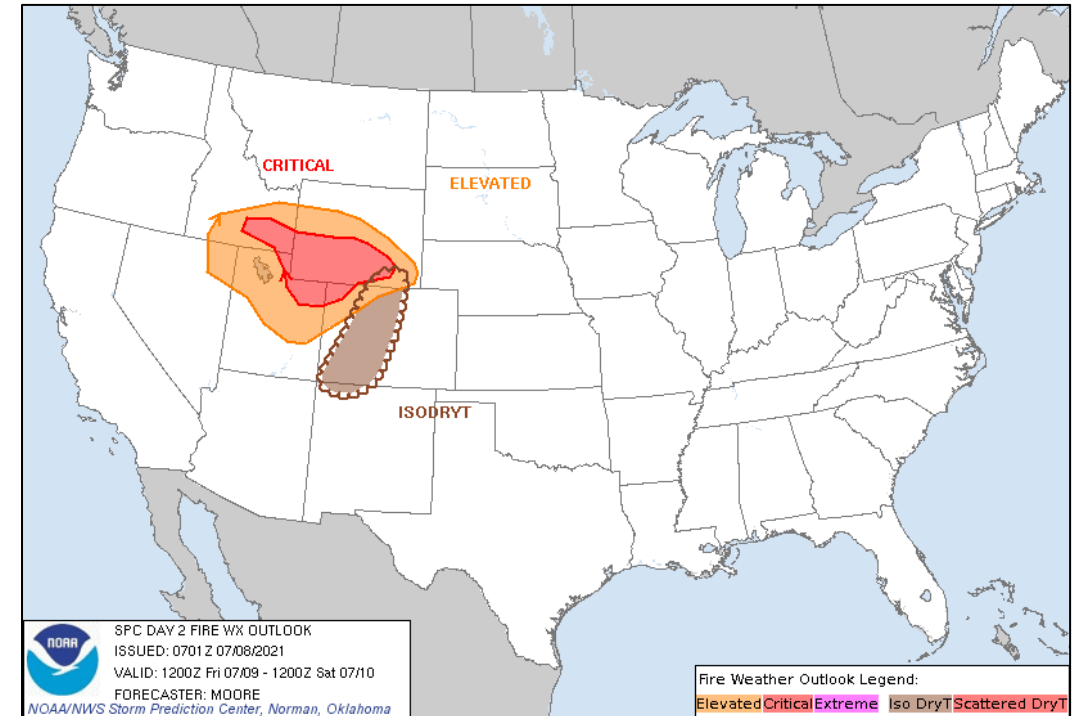 CRITICAL
ELEVATED
ISODRYT
NOAA
SPC DAY 2 FIRE WX OUTLOOK
ISSUED: 0701Z 07/08/2021
VALID: 1200Z Fri 07/09 - 1200Z Sat 07/10
FORECASTER: MOORE
NOAA/NWS Storm Prediction Center, Norman, Oklahoma
Fire Weather Outlook Legend:
Elevated Critical Extreme Iso DryT Scattered DryT